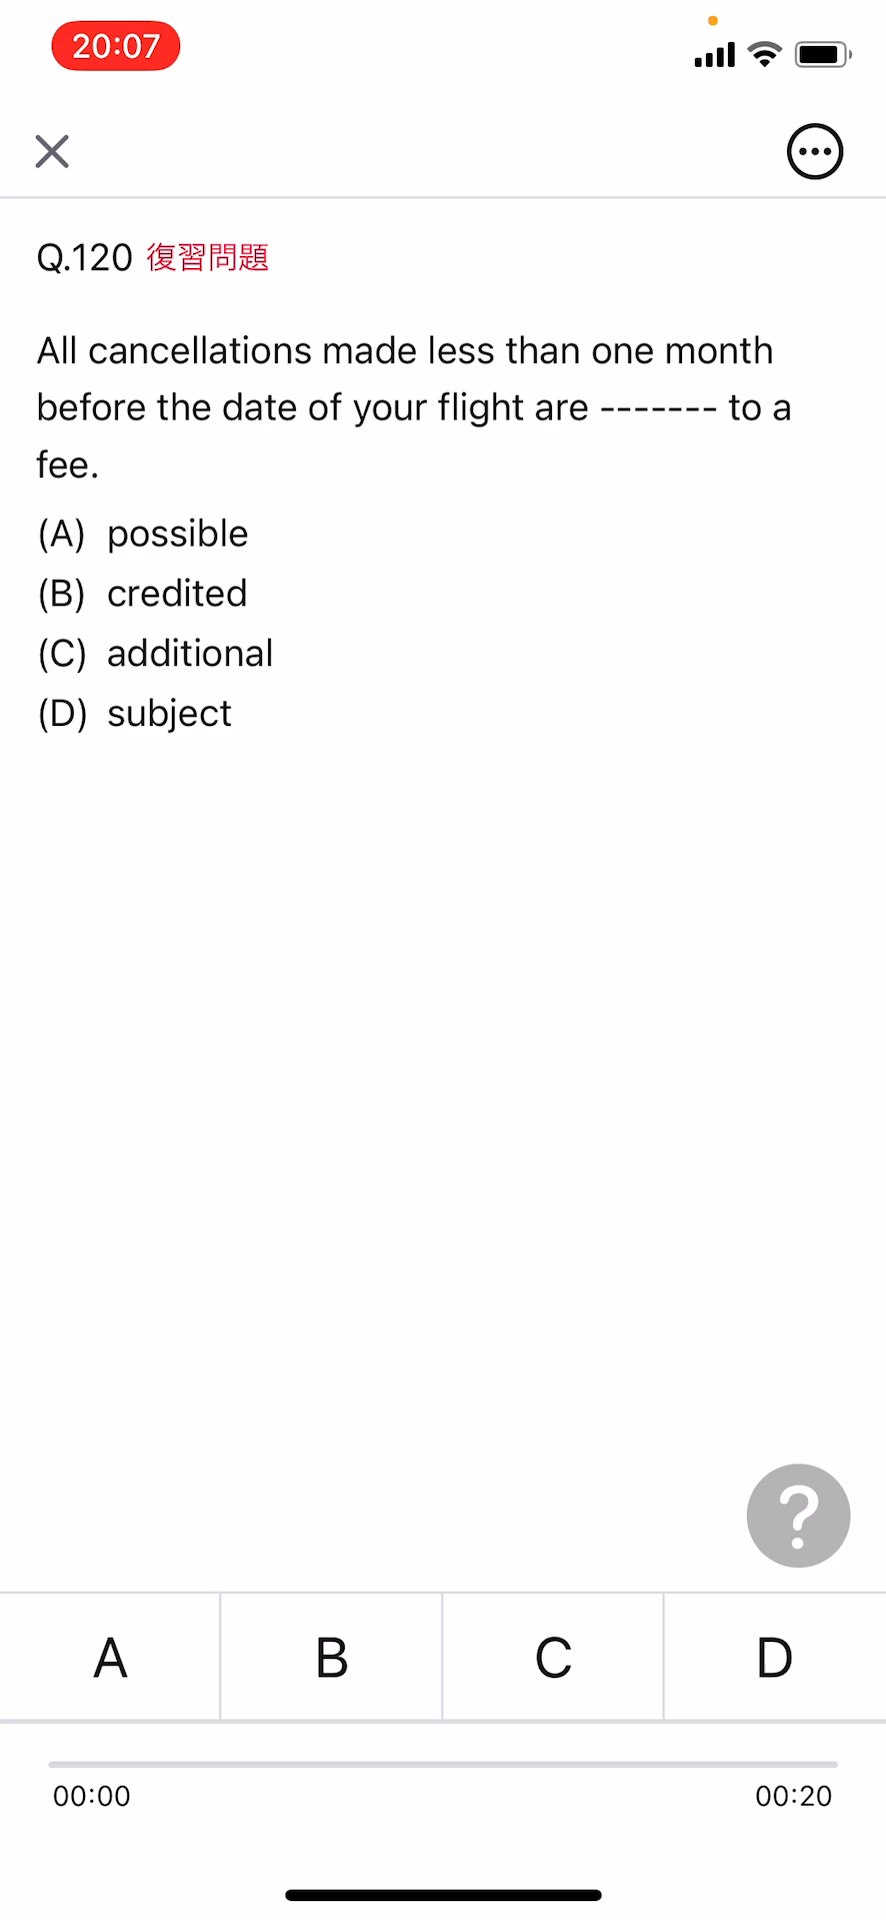 20:07
Q.120 復習問題
All cancellations made less than one month
before the date of your flight are ------- to a
fee.
(A) possible
(B) credited
(C) additional
(D) subject
?
A B C D
00:00 00:20